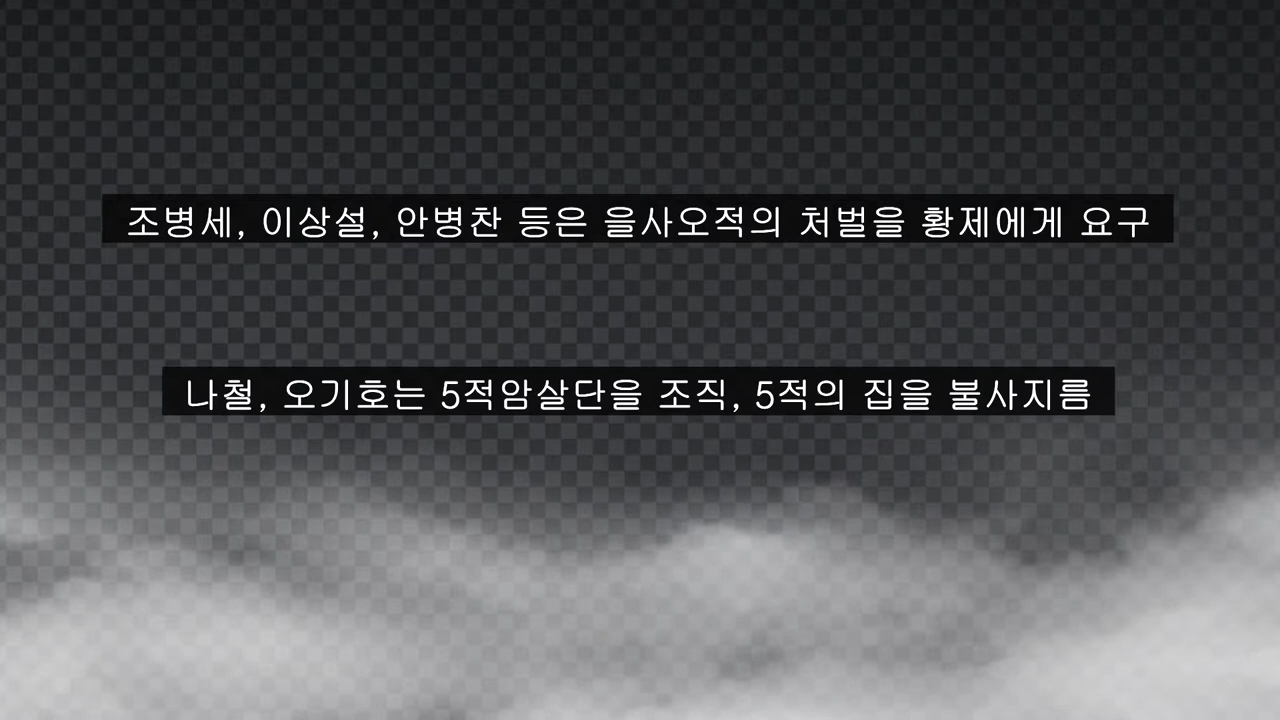 조병세, 이상설, 안병찬 등은 을사오적의 처벌을 황제에게 요구
나철, 오기호는 5적암살단을 조직, 5적의 집을 불사지름